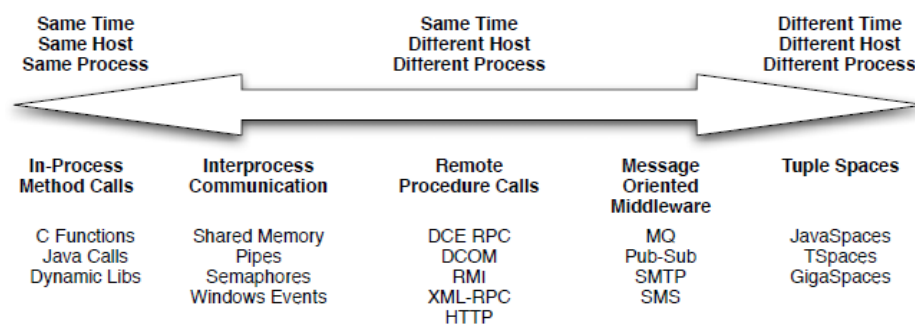 Same Time
Same Host
Same Process
Same Time
Different Host
Different Process
Different Time
Different Host
Different Process
In-Process
Method Calls
C Functions
Java Calls
Dynamic Libs
Interprocess
Communication
Shared Memory
Pipes
Semaphores
Windows Events
Remote
Procedure Calls
DCE RPC
DCOM
RMI
XML-RPC
HTTP
Message
Oriented
Middleware
MQ
Pub-Sub
SMTP
SMS
Tuple Spaces
JavaSpaces
TSpaces
GigaSpaces